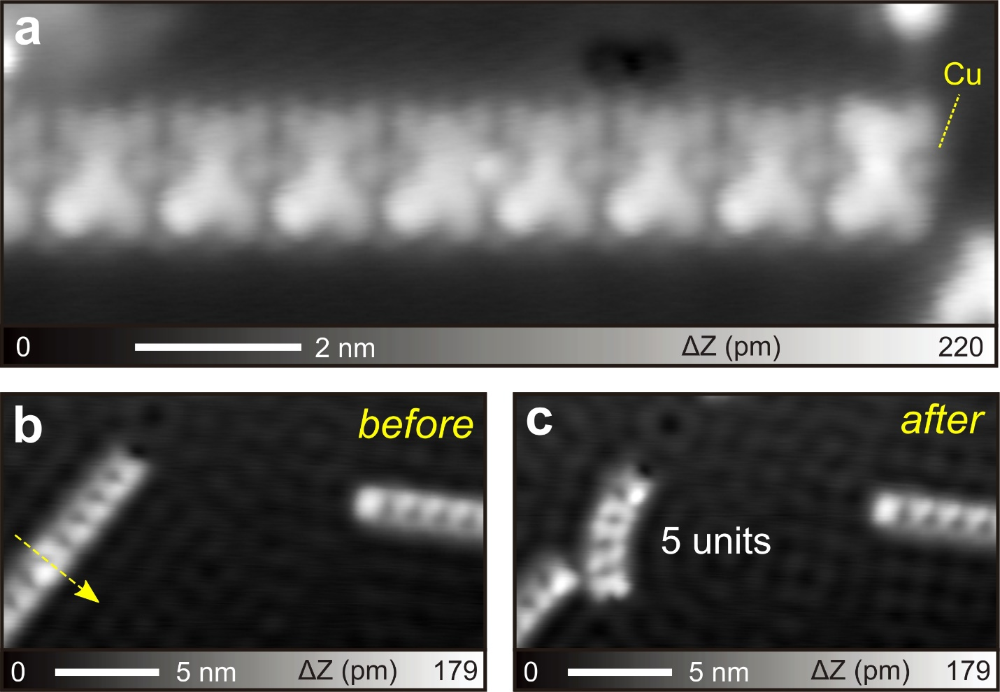 a
Cu
0 2 nm ΔZ (pm) 220
b before
0 5 nm ΔZ (pm) 179
c after
5 units
0 5 nm ΔZ (pm) 179